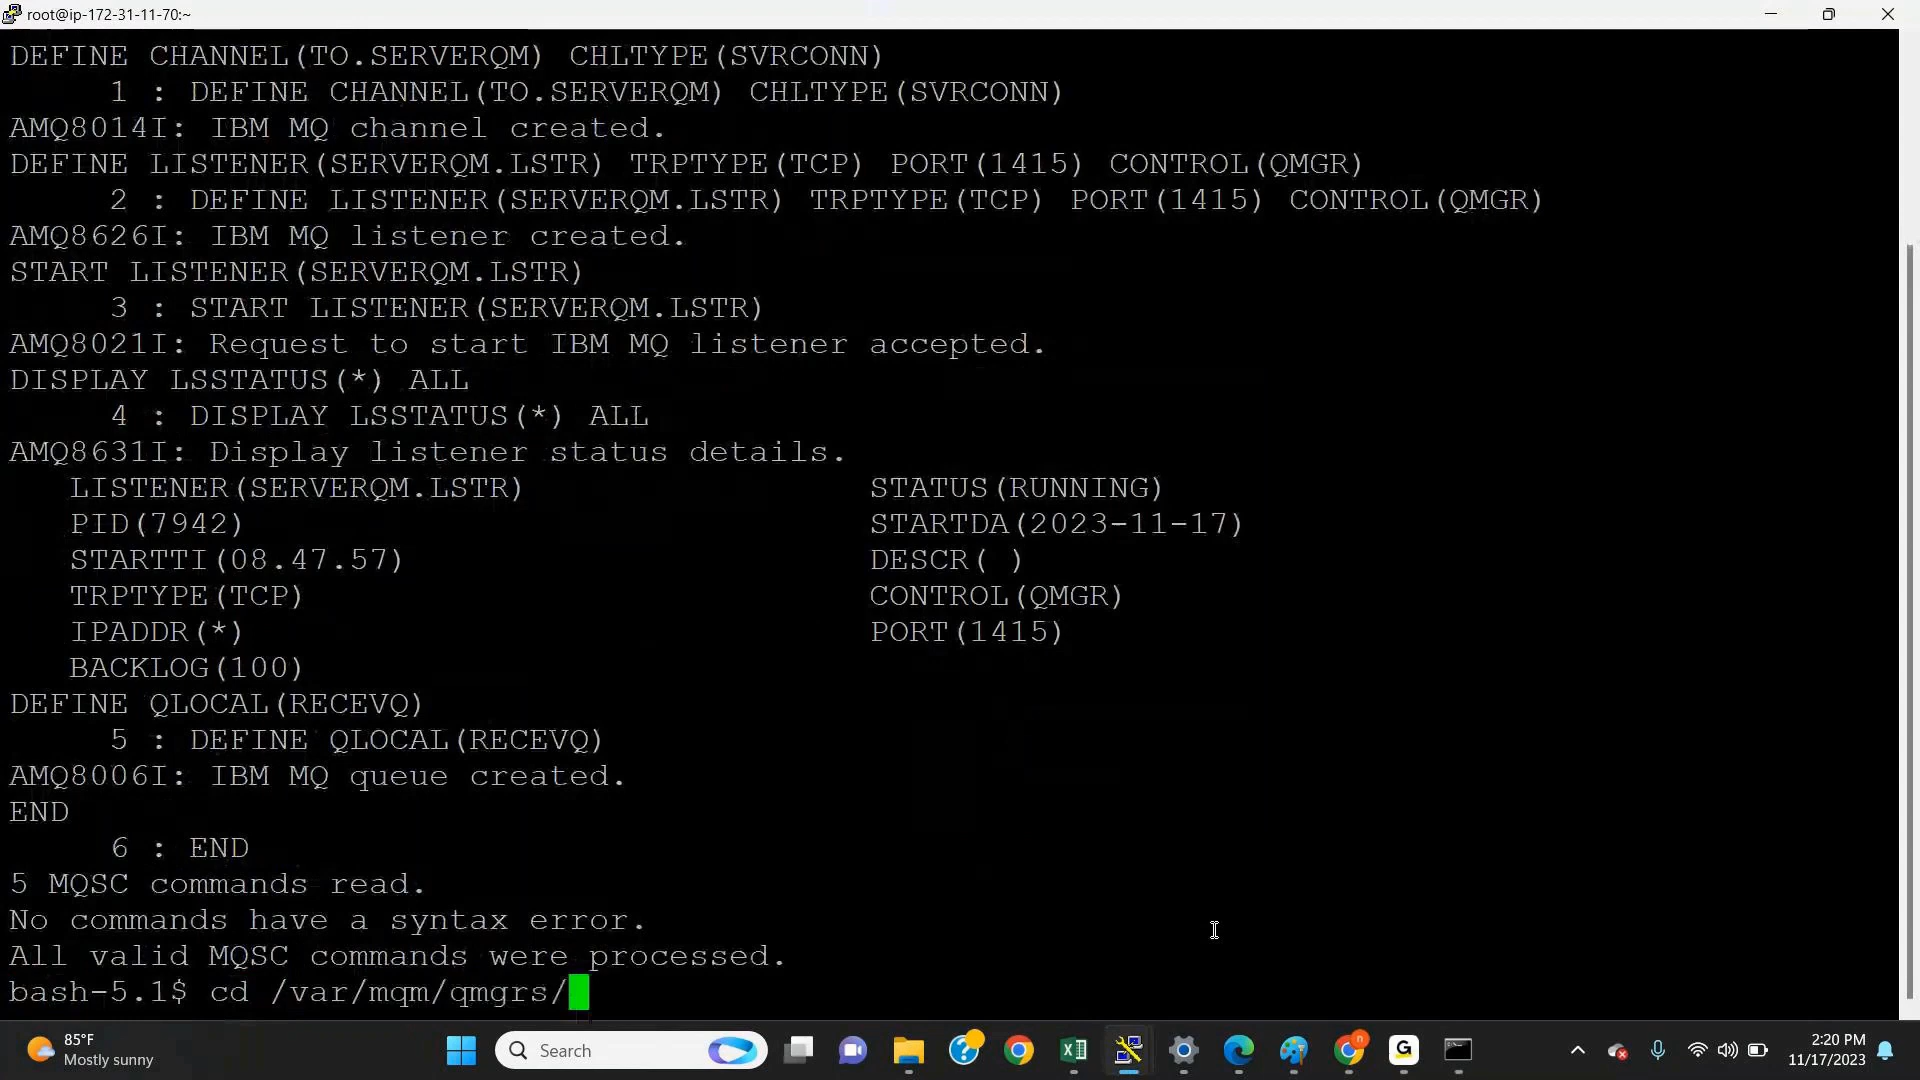 root@ip-172-31-11-70:~
DEFINE CHANNEL(TO.SERVERQM) CHLTYPE(SVRCONN)
1 : DEFINE CHANNEL(TO.SERVERQM) CHLTYPE(SVRCONN)
AMQ8014I: IBM MQ channel created.
DEFINE LISTENER(SERVERQM.LSTR) TRPTYPE(TCP) PORT(1415) CONTROL(QMGR)
2 : DEFINE LISTENER(SERVERQM.LSTR) TRPTYPE(TCP) PORT(1415) CONTROL(QMGR)
AMQ8626I: IBM MQ listener created.
START LISTENER(SERVERQM.LSTR)
3 : START LISTENER(SERVERQM.LSTR)
AMQ8021I: Request to start IBM MQ listener accepted.
DISPLAY LSSTATUS(*) ALL
4 : DISPLAY LSSTATUS(*) ALL
AMQ8631I: Display listener status details.
LISTENER(SERVERQM.LSTR) STATUS(RUNNING)
PID(7942) STARTDA(2023-11-17)
STARTTI(08.47.57) DESCR( )
TRPTYPE(TCP) CONTROL(QMGR)
IPADDR(*) PORT(1415)
BACKLOG(100)
DEFINE QLOCAL(RECEVQ)
5 : DEFINE QLOCAL(RECEVQ)
AMQ8006I: IBM MQ queue created.
END
6 : END
5 MQSC commands read.
No commands have a syntax error.
All valid MQSC commands were processed.
bash-5.1$ cd /var/mqm/qmgrs/
85°F
Mostly sunny
Search
2:20 PM
11/17/2023